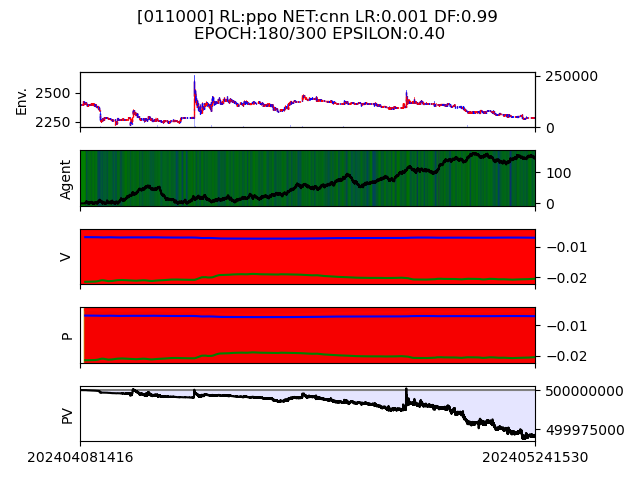 [011000] RL:ppo NET:cnn LR:0.001 DF:0.99
EPOCH:180/300 EPSILON:0.40
Env.
2500
2250
250000
0
Agent
100
0
V
−0.01
−0.02
P
−0.01
−0.02
PV
500000000
499975000
202404081416
202405241530